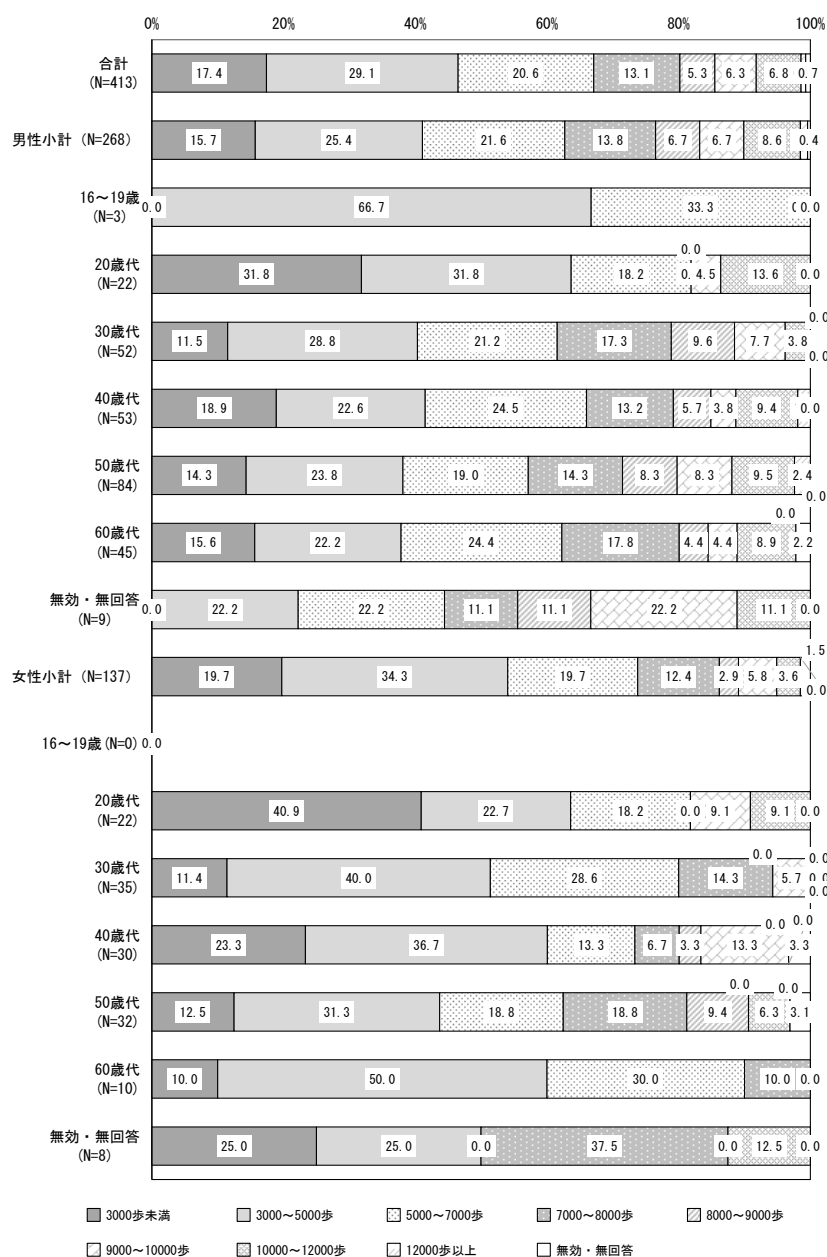 0% 20% 40% 60% 80% 100%
合計
(N=413)
17.4 29.1 20.6 13.1 5.3 6.3 6.8 0.7
男性小計 (N=268)
15.7 25.4 21.6 13.8 6.7 6.7 8.6 0.4
16～19歳
(N=3)
0.0 66.7 33.3 0.0
0.0
20歳代
(N=22)
31.8 31.8 18.2 4.5 13.6 0.0
0.0
30歳代
(N=52)
11.5 28.8 21.2 17.3 9.6 7.7 3.8
0.0
40歳代
(N=53)
18.9 22.6 24.5 13.2 5.7 3.8 9.4 0.0
50歳代
(N=84)
14.3 23.8 19.0 14.3 8.3 8.3 9.5 2.4
0.0
0.0
60歳代
(N=45)
15.6 22.2 24.4 17.8 4.4 4.4 8.9 2.2
無効・無回答
(N=9)
0.0 22.2 22.2 11.1 11.1 22.2 11.1 0.0
1.5
女性小計 (N=137)
19.7 34.3 19.7 12.4 2.9 5.8 3.6
0.0
16～19歳(N=0)
0.0
20歳代
(N=22)
40.9 22.7 18.2 0.0 9.1 9.1 0.0
0.0 0.0
30歳代
(N=35)
11.4 40.0 28.6 14.3 5.7 0.0
0.0
0.0 0.0
40歳代
(N=30)
23.3 36.7 13.3 6.7 3.3 13.3 3.3
0.0 0.0
50歳代
(N=32)
12.5 31.3 18.8 18.8 9.4 6.3 3.1
60歳代
(N=10)
10.0 50.0 30.0 10.0 0.0
無効・無回答
(N=8)
25.0 25.0 0.0 37.5 0.0 12.5 0.0
3000歩未満 3000～5000歩 5000～7000歩 7000～8000歩 8000～9000歩
9000～10000歩 10000～12000歩 12000歩以上 無効・無回答